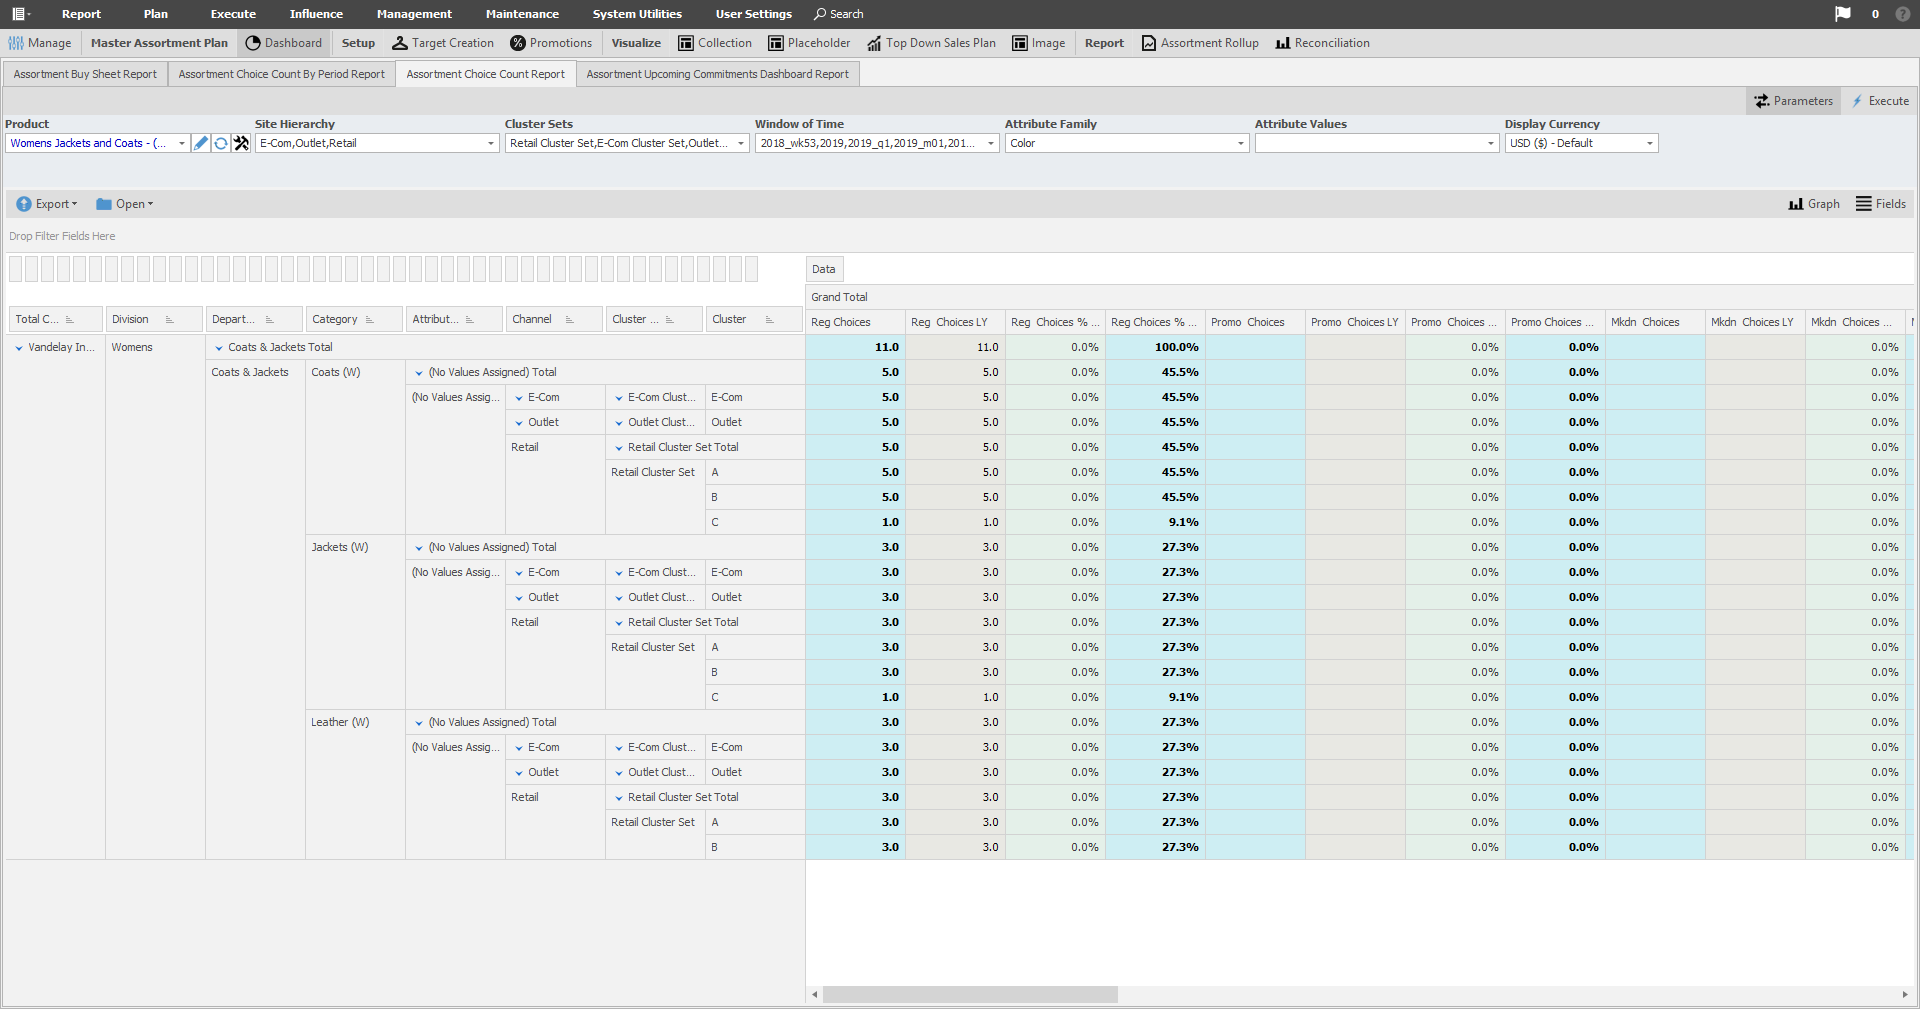 Report Plan Execute Influence Management Maintenance System Utilities User Settings Search 0 ?
Manage Master Assortment Plan Dashboard Setup Target Creation Promotions Visualize Collection Placeholder Top Down Sales Plan Image Report Assortment Rollup Reconciliation
Assortment Buy Sheet Report Assortment Choice Count By Period Report Assortment Choice Count Report Assortment Upcoming Commitments Dashboard Report
Parameters Execute
Product Site Hierarchy Cluster Sets Window of Time Attribute Family Attribute Values Display Currency
Womens Jackets and Coats - (... E-Com,Outlet,Retail Retail Cluster Set,E-Com Cluster Set,Outlet... 2018_wk53,2019,2019_q1,2019_m01,201... Color USD ($) - Default
Export Open Graph Fields
Drop Filter Fields Here
Data
Grand Total
Total C... Division Depart... Category Attribut... Channel Cluster ... Cluster Reg Choices Reg Choices LY Reg Choices % ... Reg Choices % ... Promo Choices Promo Choices LY Promo Choices ... Promo Choices ... Mkdn Choices Mkdn Choices LY Mkdn Choices ...
Vandelay In... Womens Coats & Jackets Total 11.0 11.0 0.0% 100.0% 0.0% 0.0% 0.0%
Coats & Jackets Coats (W) (No Values Assigned) Total 5.0 5.0 0.0% 45.5% 0.0% 0.0% 0.0%
(No Values Assig... E-Com E-Com Clust... E-Com 5.0 5.0 0.0% 45.5% 0.0% 0.0% 0.0%
Outlet Outlet Clust... Outlet 5.0 5.0 0.0% 45.5% 0.0% 0.0% 0.0%
Retail Retail Cluster Set Total 5.0 5.0 0.0% 45.5% 0.0% 0.0% 0.0%
Retail Cluster Set A 5.0 5.0 0.0% 45.5% 0.0% 0.0% 0.0%
B 5.0 5.0 0.0% 45.5% 0.0% 0.0% 0.0%
C 1.0 1.0 0.0% 9.1% 0.0% 0.0% 0.0%
Jackets (W) (No Values Assigned) Total 3.0 3.0 0.0% 27.3% 0.0% 0.0% 0.0%
(No Values Assig... E-Com E-Com Clust... E-Com 3.0 3.0 0.0% 27.3% 0.0% 0.0% 0.0%
Outlet Outlet Clust... Outlet 3.0 3.0 0.0% 27.3% 0.0% 0.0% 0.0%
Retail Retail Cluster Set Total 3.0 3.0 0.0% 27.3% 0.0% 0.0% 0.0%
Retail Cluster Set A 3.0 3.0 0.0% 27.3% 0.0% 0.0% 0.0%
B 3.0 3.0 0.0% 27.3% 0.0% 0.0% 0.0%
C 1.0 1.0 0.0% 9.1% 0.0% 0.0% 0.0%
Leather (W) (No Values Assigned) Total 3.0 3.0 0.0% 27.3% 0.0% 0.0% 0.0%
(No Values Assig... E-Com E-Com Clust... E-Com 3.0 3.0 0.0% 27.3% 0.0% 0.0% 0.0%
Outlet Outlet Clust... Outlet 3.0 3.0 0.0% 27.3% 0.0% 0.0% 0.0%
Retail Retail Cluster Set Total 3.0 3.0 0.0% 27.3% 0.0% 0.0% 0.0%
Retail Cluster Set A 3.0 3.0 0.0% 27.3% 0.0% 0.0% 0.0%
B 3.0 3.0 0.0% 27.3% 0.0% 0.0% 0.0%